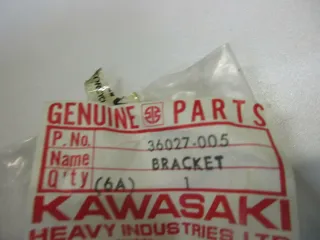 GENUINE PARTS
P.No. 36027-005
Name BRACKET
Q'ty (6A) 1
KAWASAKI
HEAVY INDUSTRIES LTD